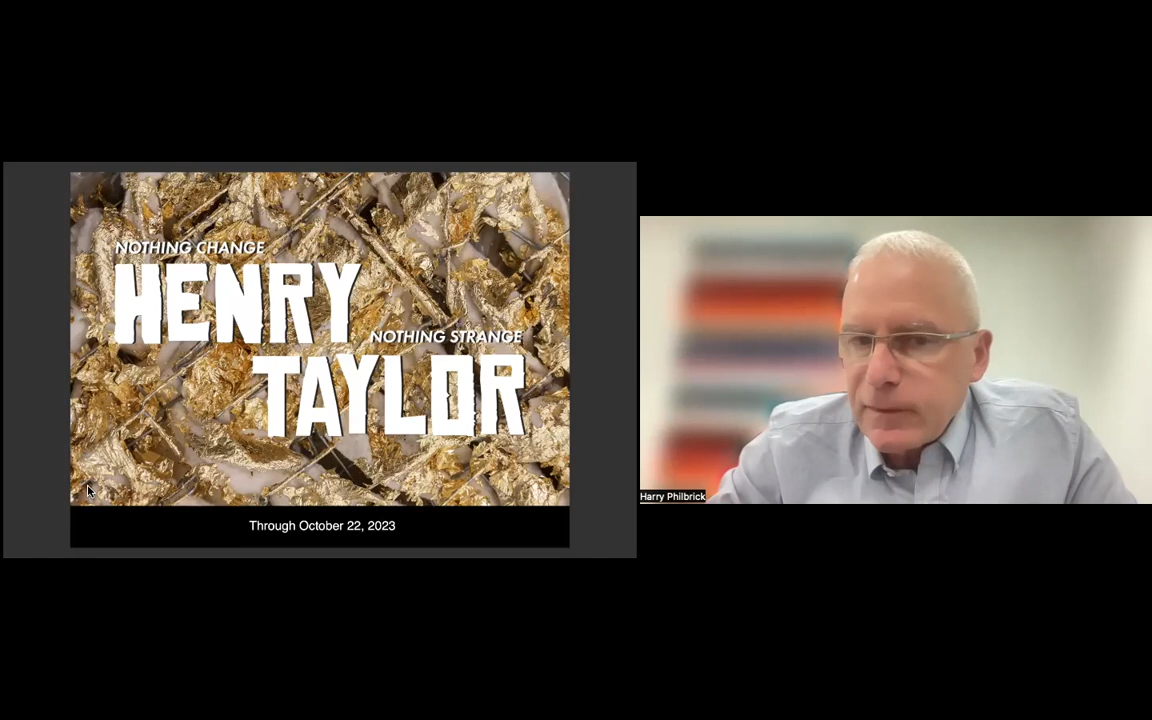 NOTHING CHANGE
HENRY
NOTHING STRANGE
TAYLOR
Through October 22, 2023
Harry Philbrick